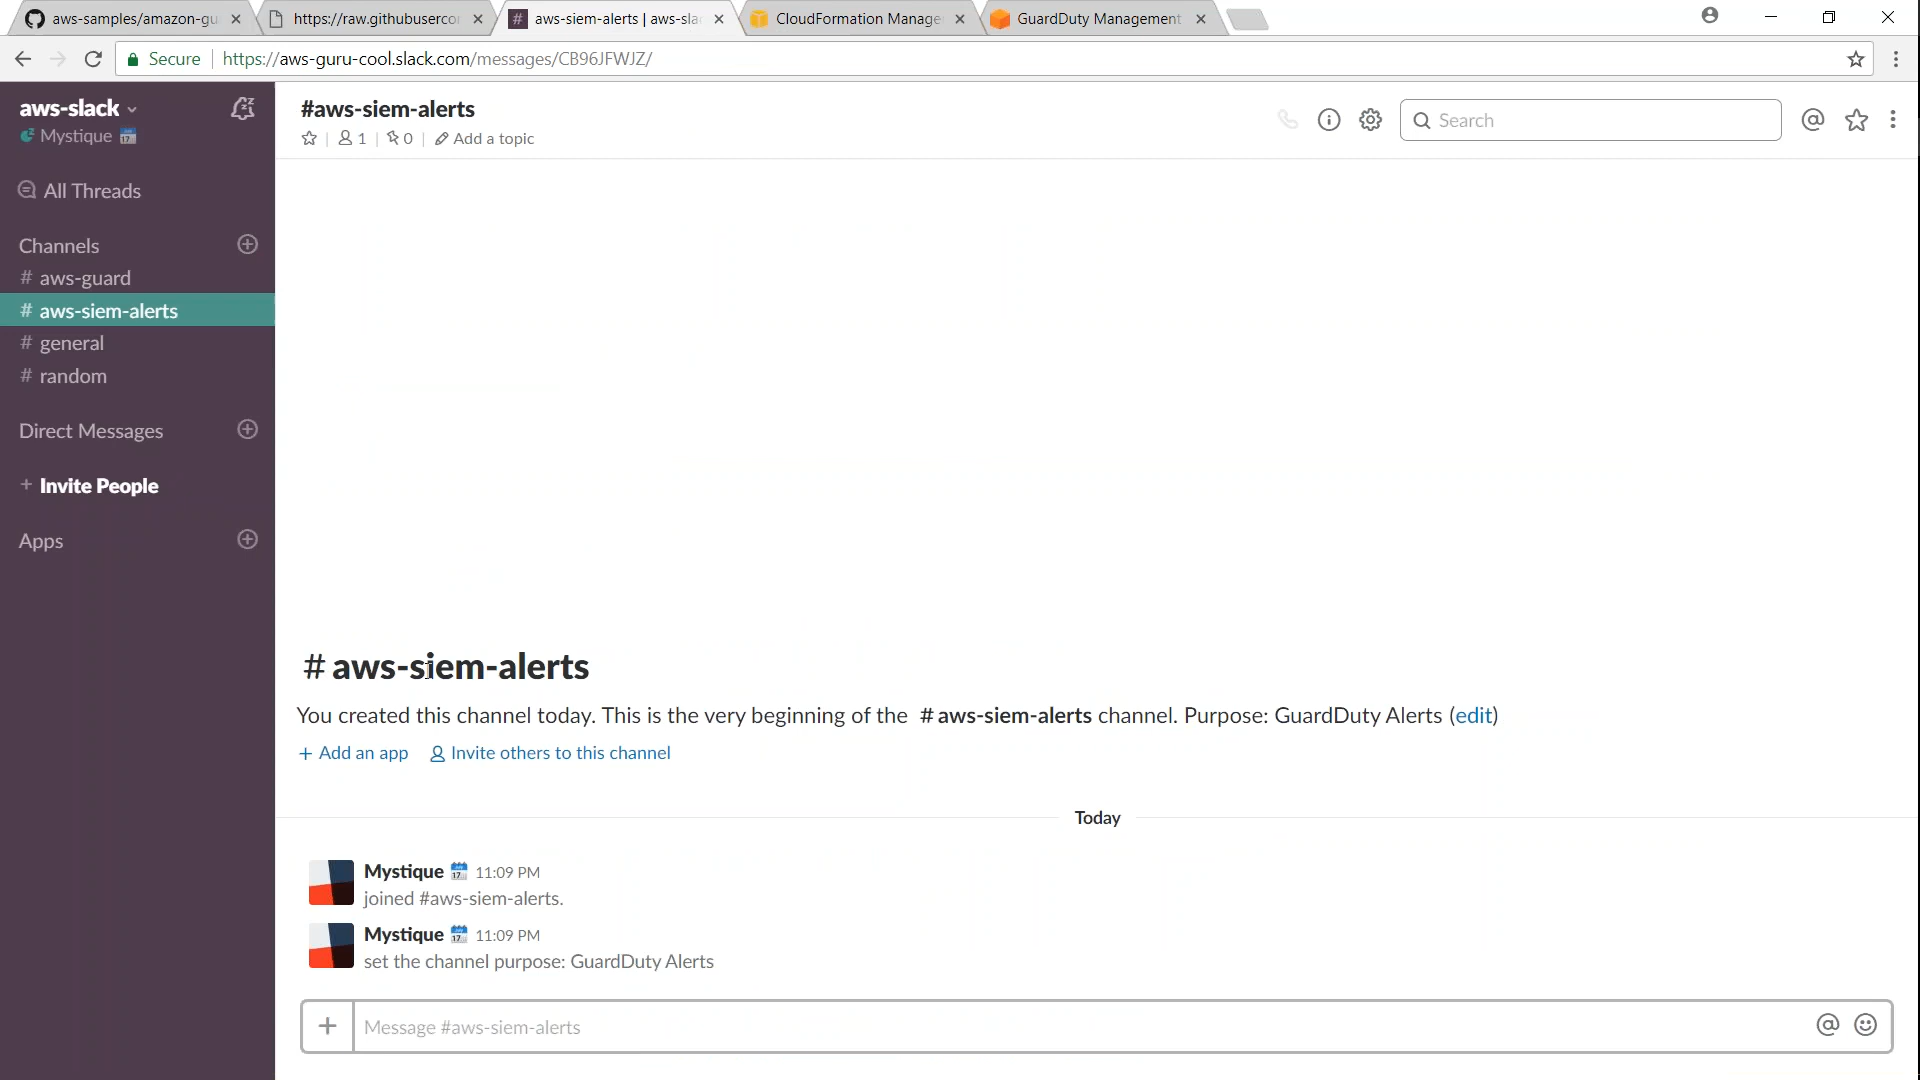 aws-samples/amazon-gu
https://raw.githubuserco
# aws-siem-alerts | aws-sla
CloudFormation Manage
GuardDuty Management
Secure https://aws-guru-cool.slack.com/messages/CB96JFWJZ/
aws-slack
Mystique 17
All Threads
Channels
# aws-guard
# aws-siem-alerts
# general
# random
Direct Messages
+ Invite People
Apps
#aws-siem-alerts
1 | 0 | Add a topic
Search
# aws-siem-alerts
You created this channel today. This is the very beginning of the # aws-siem-alerts channel. Purpose: GuardDuty Alerts (edit)
+ Add an app Invite others to this channel
Today
Mystique 17 11:09 PM
joined #aws-siem-alerts.
Mystique 17 11:09 PM
set the channel purpose: GuardDuty Alerts
+ Message #aws-siem-alerts @